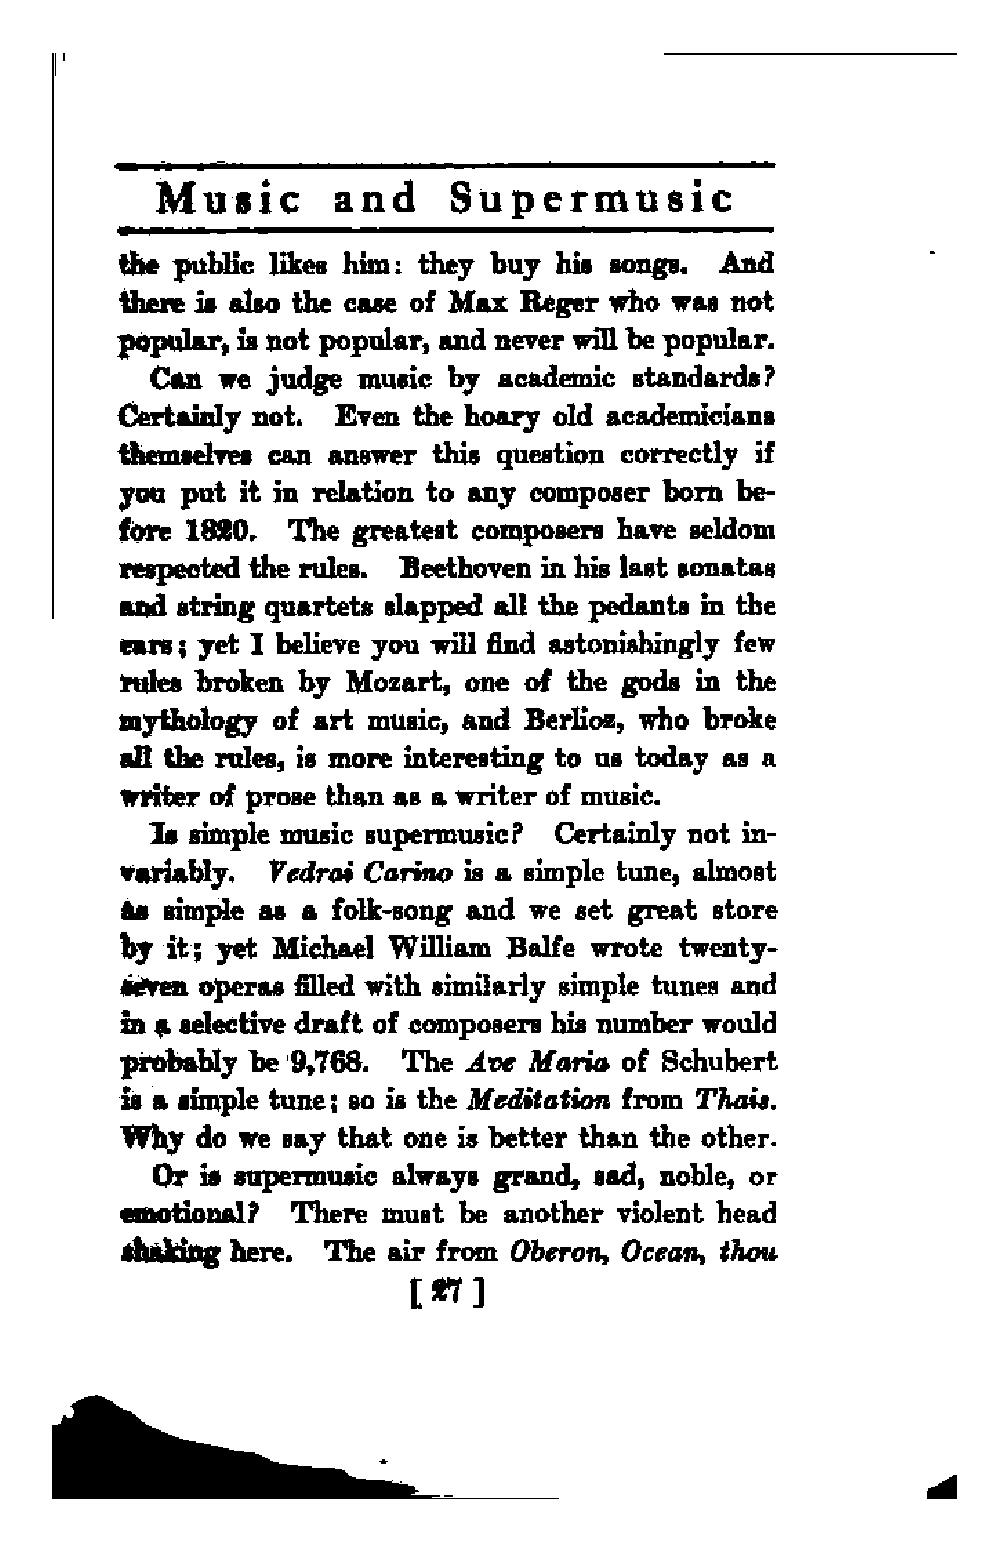 Music and Supermusic
the public likes him: they buy his songs. And
there is also the case of Max Reger who was not
popular, is not popular, and never will be popular.
Can we judge music by academic standards?
Certainly not. Even the hoary old academicians
themselves can answer this question correctly if
you put it in relation to any composer born be-
fore 1820. The greatest composers have seldom
respected the rules. Beethoven in his last sonatas
and string quartets slapped all the pedants in the
ears; yet I believe you will find astonishingly few
rules broken by Mozart, one of the gods in the
mythology of art music, and Berlioz, who broke
all the rules, is more interesting to us today as a
writer of prose than as a writer of music.
Is simple music supermusic? Certainly not in-
variably. Vedrai Carino is a simple tune, almost
as simple as a folk-song and we set great store
by it; yet Michael William Balfe wrote twenty-
seven operas filled with similarly simple tunes and
in a selective draft of composers his number would
probably be 9,768. The Ave Maria of Schubert
is a simple tune; so is the Meditation from Thais.
Why do we say that one is better than the other.
Or is supermusic always grand, sad, noble, or
emotional? There must be another violent head
shaking here. The air from Oberon, Ocean, thou
[27]